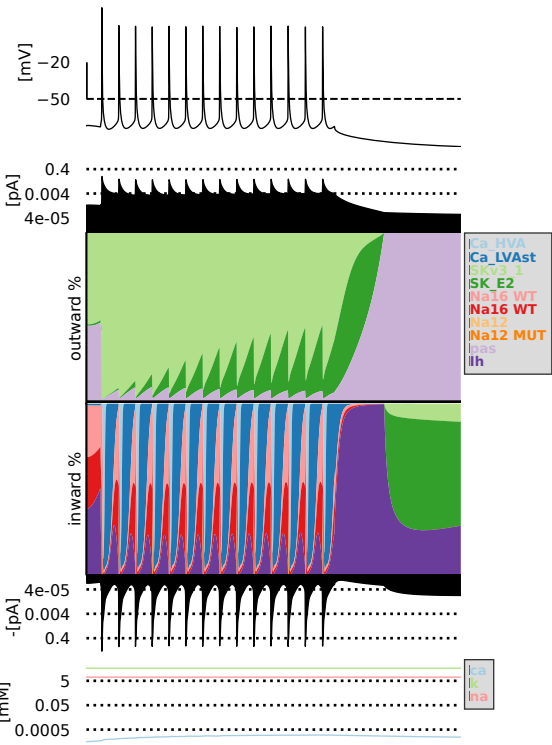 [mV]
−20
−50
[pA]
0.4
0.004
4e-05
outward %
Ca_HVA
Ca_LVAst
SKv3_1
SK_E2
Na16 WT
Na16 WT
Na12
Na12 MUT
pas
Ih
inward %
-[pA]
4e-05
0.004
0.4
[mM]
5
0.05
0.0005
ca
k
na